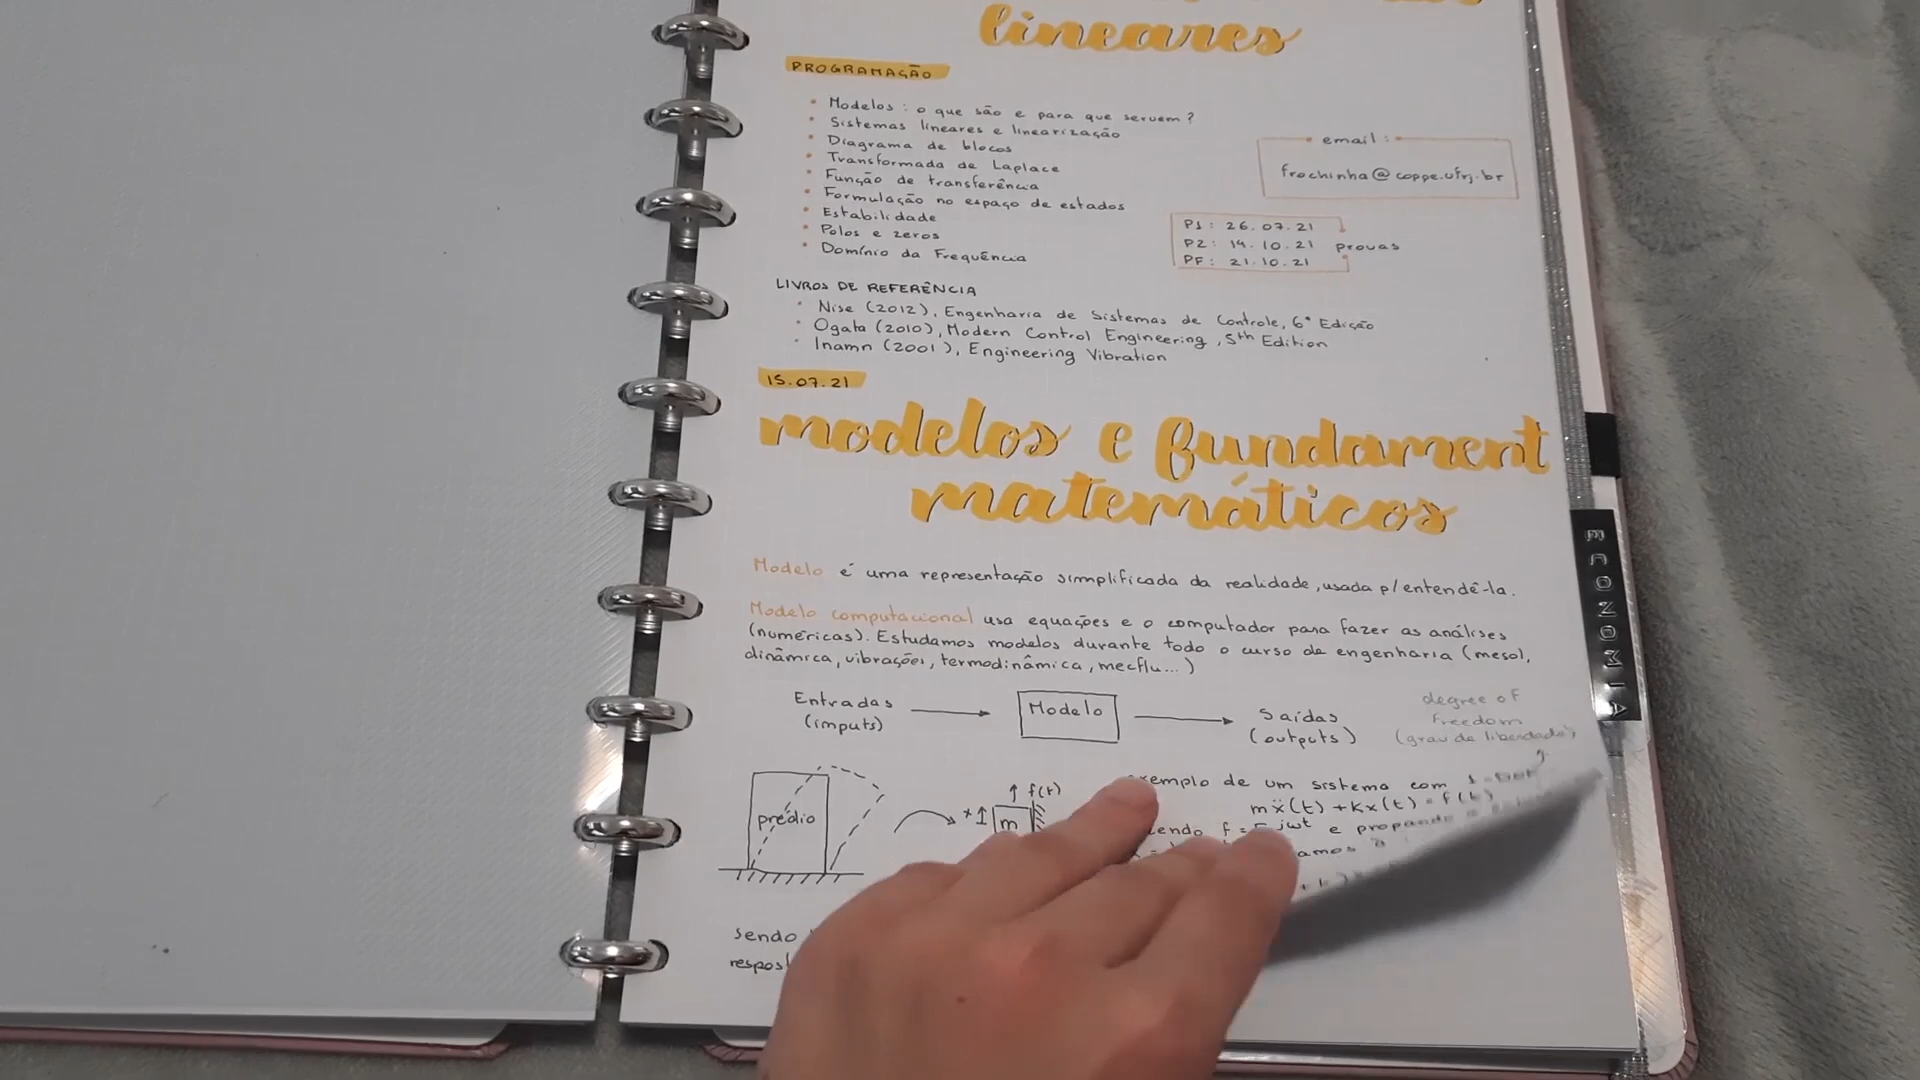 lineares
PROGRAMAÇÃO
• Modelos: o que são e para que servem?
• Sistemas lineares e linearização
• Diagrama de blocos
• Transformada de Laplace
• Função de transferência
• Formulação no espaço de estados
• Estabilidade
• Polos e zeros
• Domínio da Frequência
email:
frochinha@coppe.ufrj.br
P1: 26.07.21
P2: 14.10.21 provas
PF: 21.10.21
LIVROS DE REFERÊNCIA
• Nise (2012), Engenharia de Sistemas de Controle, 6ª Edição
• Ogata (2010), Modern Control Engineering, 5th Edition
• Inamn (2001), Engineering Vibration
15.07.21
modelos e fundament
matemáticos
Modelo é uma representação simplificada da realidade, usada p/ entendê-la.
Modelo computacional usa equações e o computador para fazer as análises
(numéricas). Estudamos modelos durante todo o curso de engenharia (mesol,
dinâmica, vibrações, termodinâmica, mecflu...)
Entradas
(imputs)
Modelo
Saídas
(outputs)
degree of
freedom
(grau de liberdade)
prédio
f(t)
x
m
exemplo de um sistema com 1-DOF
mẍ(t) + kx(t) = f(t)
e propondo
amos
sendo
ECONOMIA